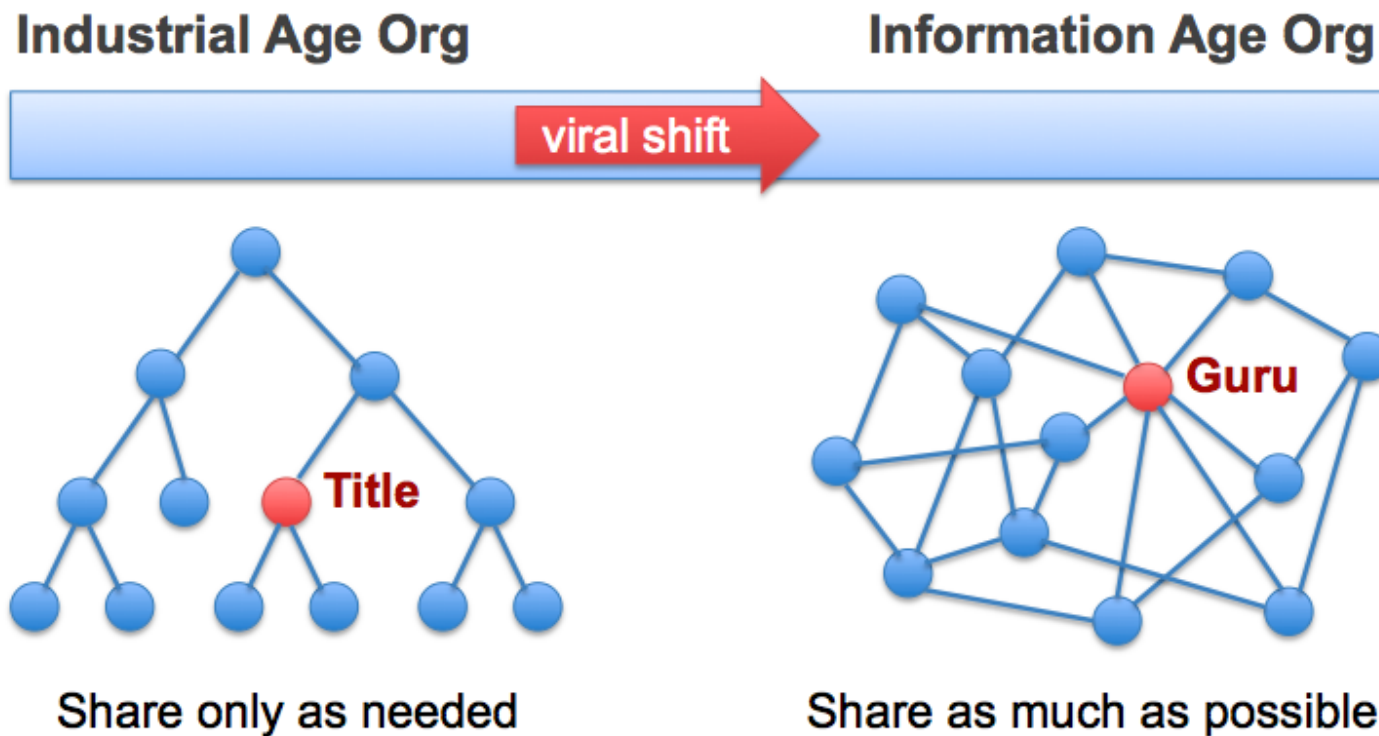 Industrial Age Org
Information Age Org
viral shift
Title
Guru
Share only as needed
Share as much as possible